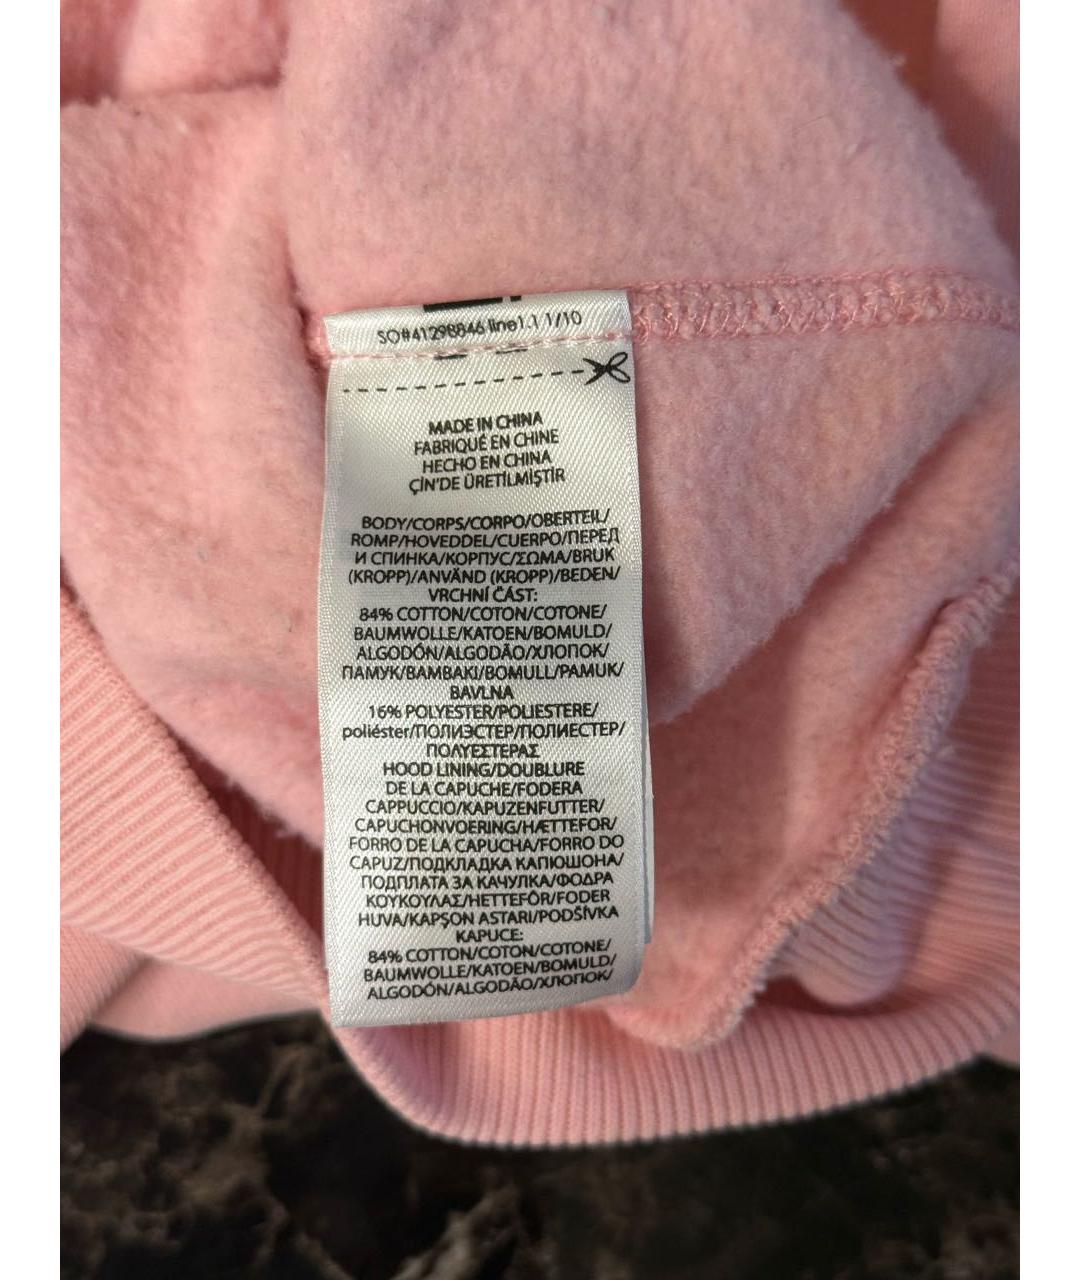 SO#41298846 line1.1 1/10
MADE IN CHINA
FABRIQUÉ EN CHINE
HECHO EN CHINA
ÇİN'DE ÜRETİLMİŞTİR
BODY/CORPS/CORPO/OBERTEIL/
ROMP/HOVEDDEL/CUERPO/ПЕРЕД
И СПИНКА/КОРПУС/ΣΩΜΑ/BRUK
(KROPP)/ANVÄND (KROPP)/BEDEN/
VRCHNÍ ČÁST:
84% COTTON/COTON/COTONE/
BAUMWOLLE/KATOEN/BOMULD/
ALGODÓN/ALGODÃO/ХЛОПОК/
ПАМУК/ΒΑΜΒΑΚΙ/BOMULL/PAMUK/
BAVLNA
16% POLYESTER/POLIESTERE/
poliéster/ПОЛИЭСТЕР/ПОЛИЕСТЕР/
ΠΟΛΥΕΣΤΕΡΑΣ
HOOD LINING/DOUBLURE
DE LA CAPUCHE/FODERA
CAPPUCCIO/KAPUZENFUTTER/
CAPUCHONVOERING/HÆTTEFOR/
FORRO DE LA CAPUCHA/FORRO DO
CAPUZ/ПОДКЛАДКА КАПЮШОНА/
ПОДПЛАТА ЗА КАЧУЛКА/ΦΟΔΡΑ
ΚΟΥΚΟΥΛΑΣ/HETTEFÔR/FODER
HUVA/KAPŞON ASTARI/PODŠÍVKA
KAPUCE:
84% COTTON/COTON/COTONE/
BAUMWOLLE/KATOEN/BOMULD/
ALGODÓN/ALGODÃO/ХЛОПОК/